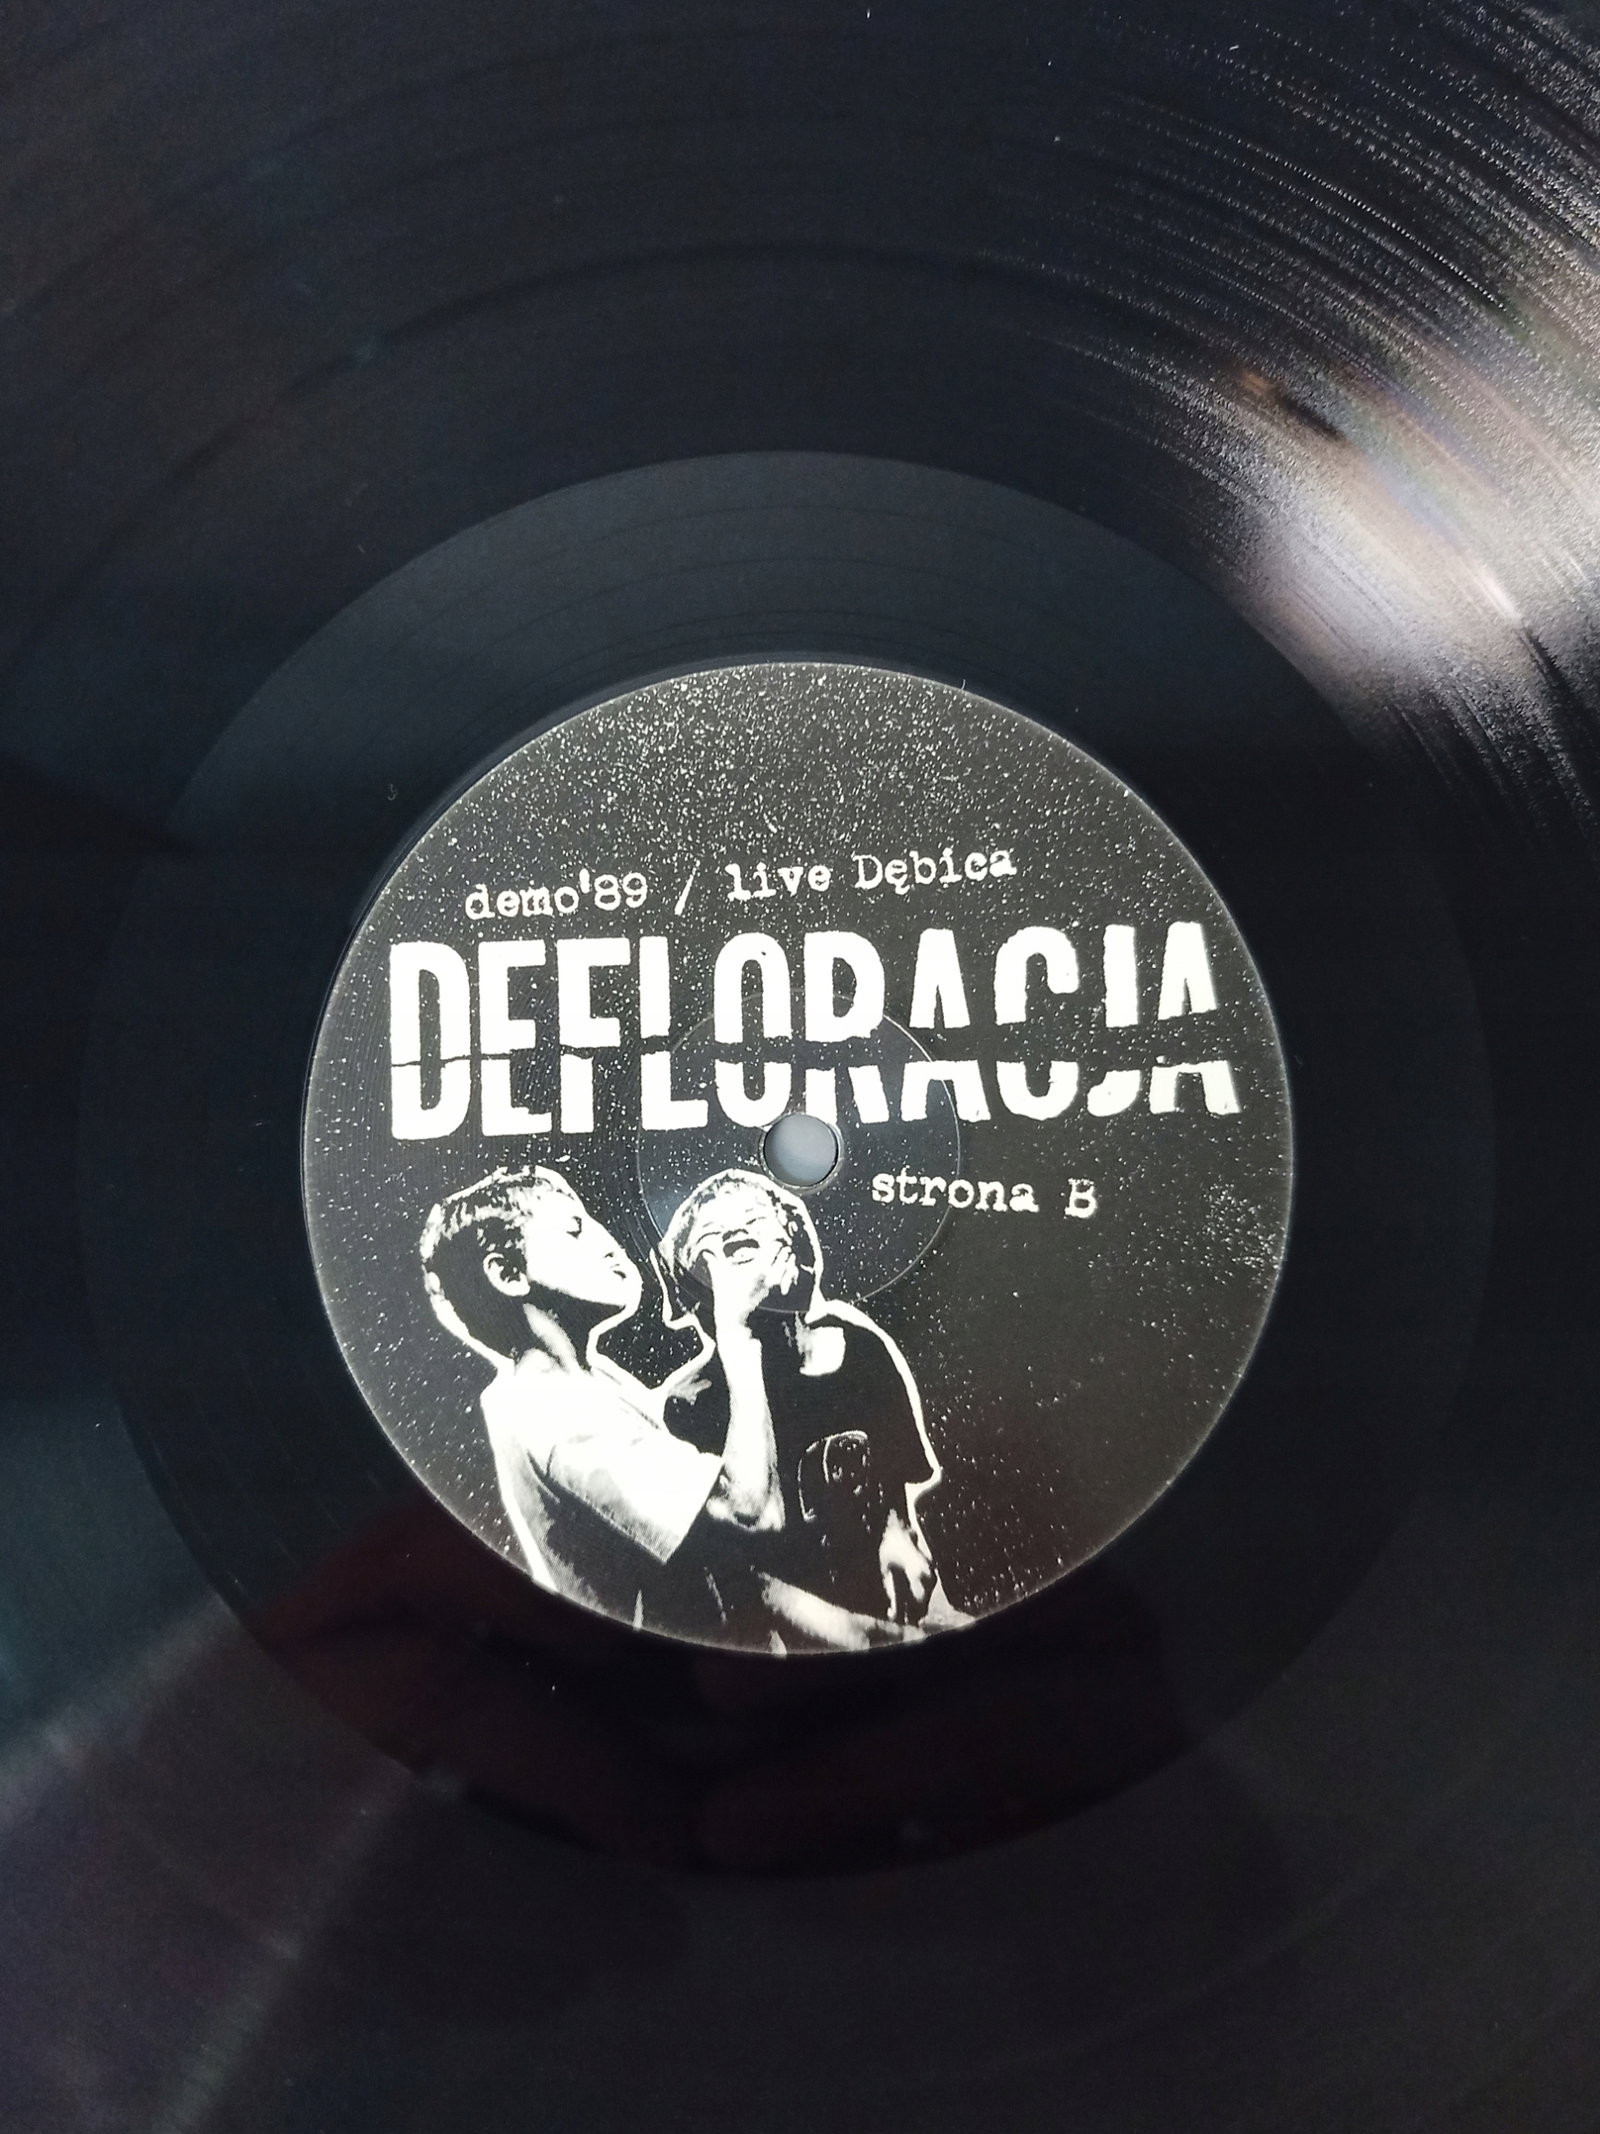 demo'89 / live Dębica
DEFLORACJA
strona B